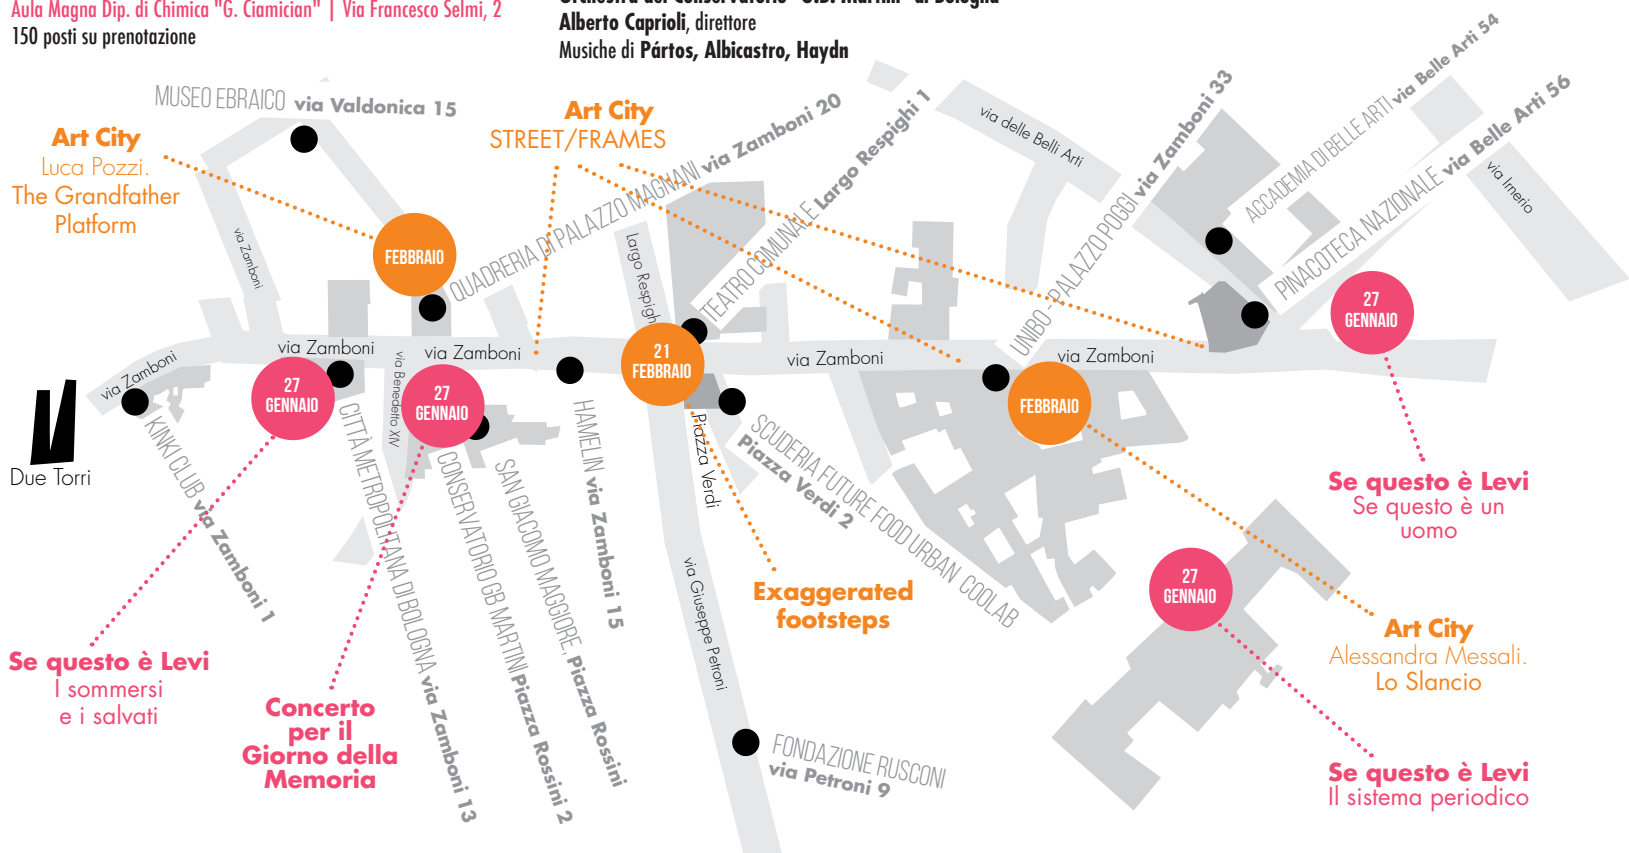 Aula Magna Dip. di Chimica "G. Ciamician" | Via Francesco Selmi, 2
150 posti su prenotazione
Orchestra del Conservatorio "G.B. Martini" di Bologna
Alberto Caprioli, direttore
Musiche di Pártos, Albicastro, Haydn
MUSEO EBRAICO via Valdonica 15
Art City
Luca Pozzi.
The Grandfather
Platform
Art City
STREET/FRAMES
FEBBRAIO
QUADRERIA DI PALAZZO MAGNANI via Zamboni 20
TEATRO COMUNALE Largo Respighi 1
via delle Belli Arti
UNIBO - PALAZZO POGGI via Zamboni 33
ACCADEMIA DI BELLE ARTI via Belle Arti 54
PINACOTECA NAZIONALE via Belle Arti 56
via Irnerio
via Zamboni
Largo Respigh
27
GENNAIO
via Zamboni
via Zamboni
via Zamboni
via Zamboni
via Zamboni
via Benedetto XIV
27
GENNAIO
27
GENNAIO
21
FEBBRAIO
FEBBRAIO
Piazza Verdi
Due Torri
KINKI CLUB via Zamboni 1
CITTÀ METROPOLITANA DI BOLOGNA via Zamboni 13
CONSERVATORIO GB MARTINI Piazza Rossini 2
SAN GIACOMO MAGGIORE, Piazza Rossini
HAMELIN via Zamboni 15
SCUDERIA FUTURE FOOD URBAN COOLAB
Piazza Verdi 2
via Giuseppe Petroni
Se questo è Levi
Se questo è un
uomo
27
GENNAIO
Exaggerated
footsteps
Art City
Alessandra Messali.
Lo Slancio
Se questo è Levi
I sommersi
e i salvati
Concerto
per il
Giorno della
Memoria
FONDAZIONE RUSCONI
via Petroni 9
Se questo è Levi
Il sistema periodico